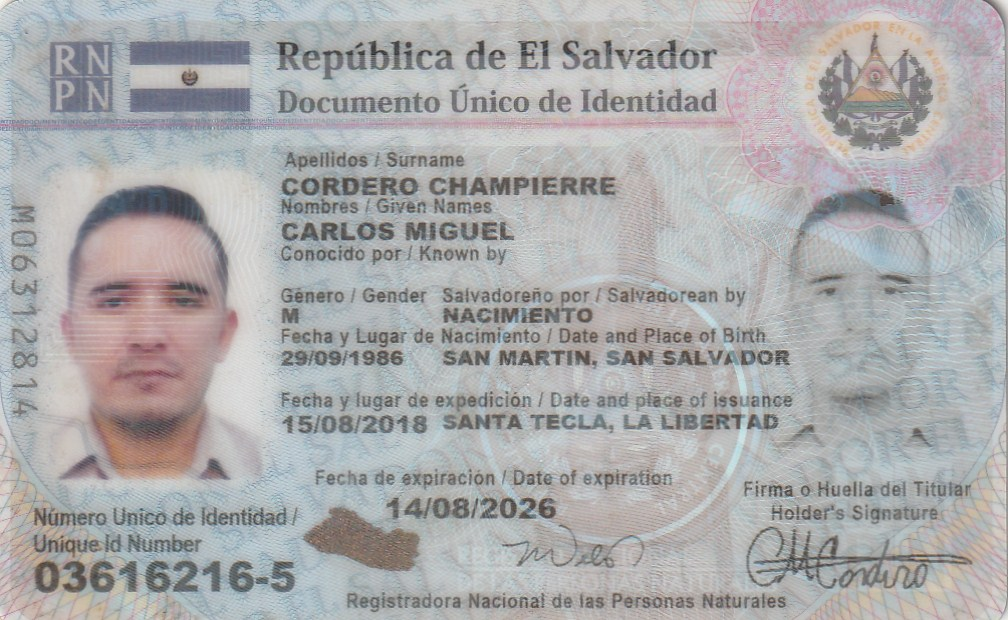 RN
PN
República de El Salvador
Documento Único de Identidad
Apellidos / Surname
CORDERO CHAMPIERRE
Nombres / Given Names
CARLOS MIGUEL
Conocido por / Known by
Género / Gender Salvadoreño por / Salvadorean by
M NACIMIENTO
Fecha y Lugar de Nacimiento / Date and Place of Birth
29/09/1986 SAN MARTIN, SAN SALVADOR
Fecha y lugar de expedición / Date and place of issuance
15/08/2018 SANTA TECLA, LA LIBERTAD
Fecha de expiración / Date of expiration
14/08/2026
M06312814
Número Unico de Identidad /
Unique Id Number
03616216-5
Firma o Huella del Titular
Holder's Signature
CMCordero
Registradora Nacional de las Personas Naturales